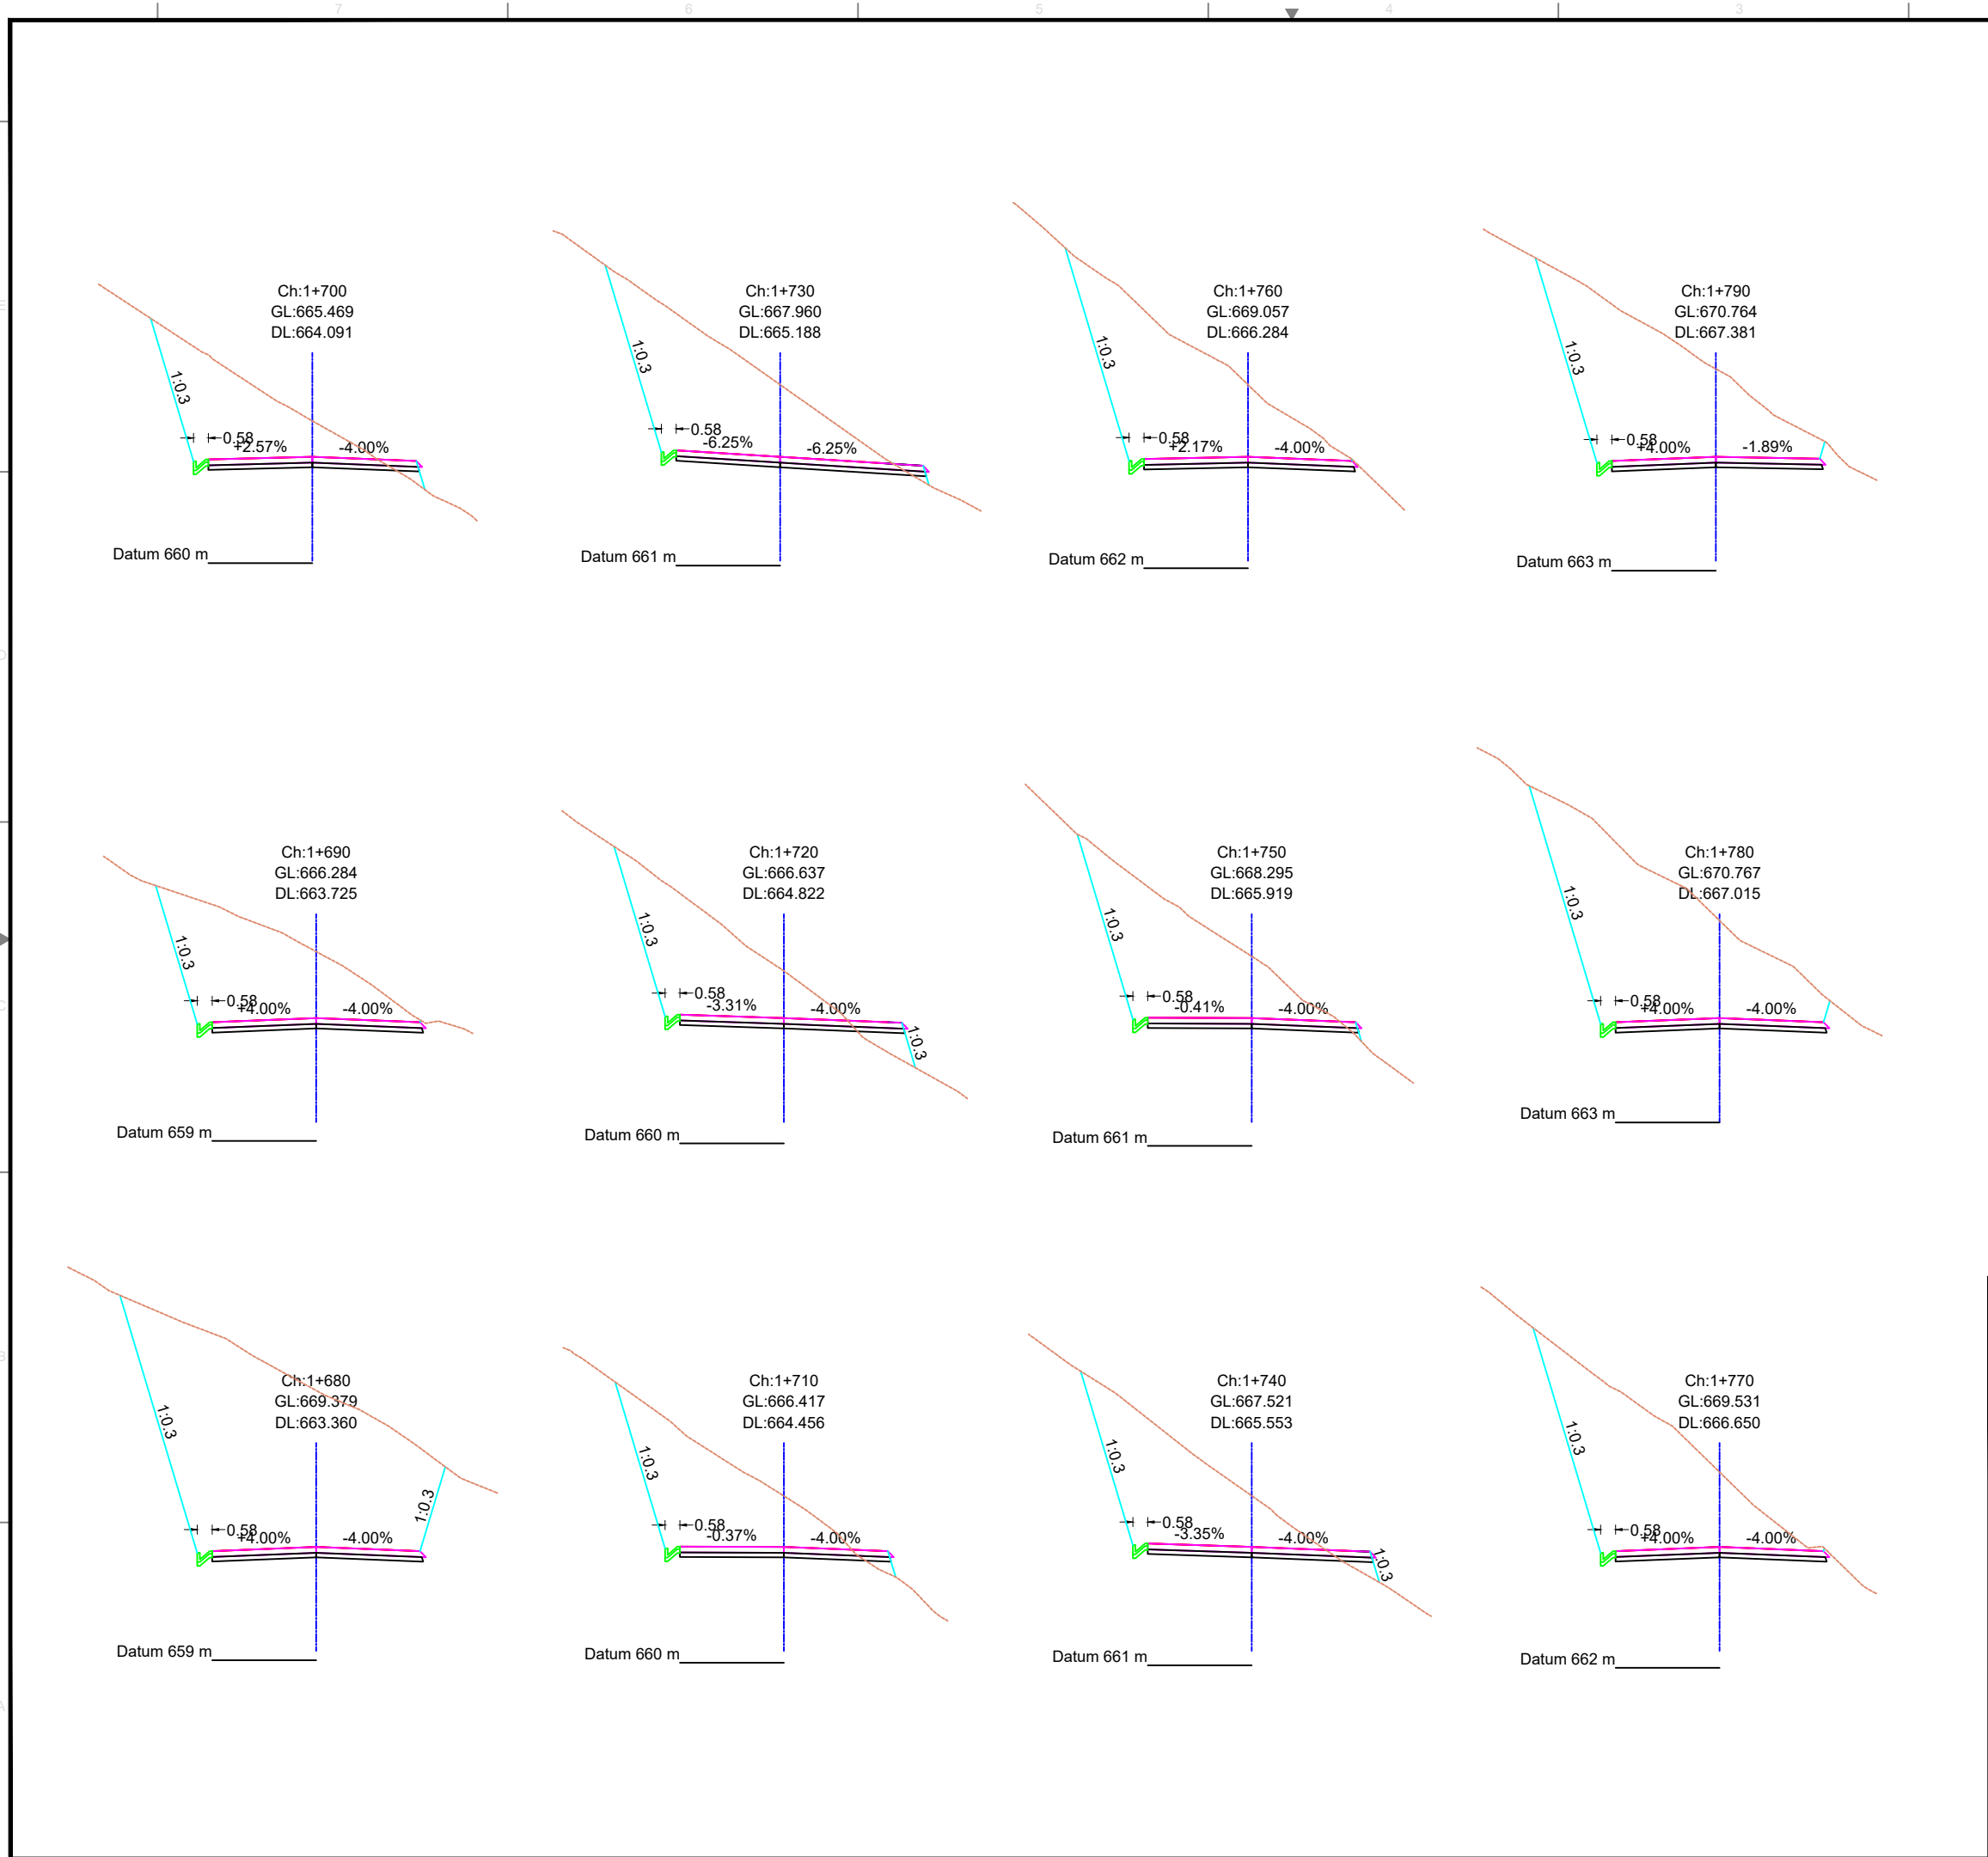 7
6
5
4
3
Ch:1+700
GL:665.469
DL:664.091
1:0.3
0.58
+2.57%
-4.00%
Datum 660 m
Ch:1+730
GL:667.960
DL:665.188
1:0.3
0.58
-6.25%
-6.25%
Datum 661 m
Ch:1+760
GL:669.057
DL:666.284
1:0.3
0.58
+2.17%
-4.00%
Datum 662 m
Ch:1+790
GL:670.764
DL:667.381
1:0.3
0.58
+4.00%
-1.89%
Datum 663 m
Ch:1+690
GL:666.284
DL:663.725
1:0.3
0.58
+4.00%
-4.00%
Datum 659 m
Ch:1+720
GL:666.637
DL:664.822
1:0.3
0.58
-3.31%
-4.00%
1:0.3
Datum 660 m
Ch:1+750
GL:668.295
DL:665.919
1:0.3
0.58
-0.41%
-4.00%
Datum 661 m
Ch:1+780
GL:670.767
DL:667.015
1:0.3
0.58
+4.00%
-4.00%
Datum 663 m
Ch:1+680
GL:669.379
DL:663.360
1:0.3
0.58
+4.00%
-4.00%
1:0.3
Datum 659 m
Ch:1+710
GL:666.417
DL:664.456
1:0.3
0.58
-0.37%
-4.00%
Datum 660 m
Ch:1+740
GL:667.521
DL:665.553
1:0.3
0.58
-3.35%
-4.00%
1:0.3
Datum 661 m
Ch:1+770
GL:669.531
DL:666.650
1:0.3
0.58
+4.00%
-4.00%
Datum 662 m